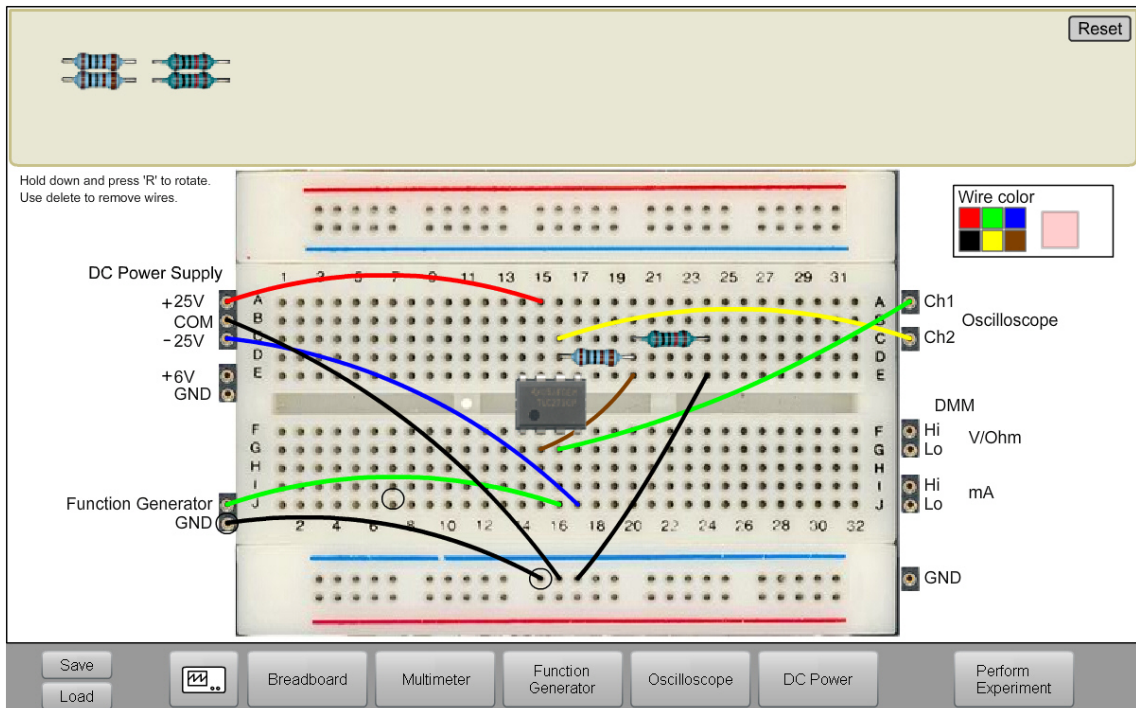 Reset
Hold down and press 'R' to rotate.
Use delete to remove wires.
Wire color
DC Power Supply
+25V
COM
-25V
+6V
GND
Function Generator
GND
1 3 5 7 9 11 13 15 17 19 21 23 25 27 29 31
A A
B B
C C
D D
E E
F F
G G
H H
I I
J J
2 4 6 8 10 12 14 16 18 20 22 24 26 28 30 32
Ch1
Oscilloscope
Ch2
DMM
Hi
V/Ohm
Lo
Hi
mA
Lo
GND
Save
Load
Breadboard
Multimeter
Function
Generator
Oscilloscope
DC Power
Perform
Experiment